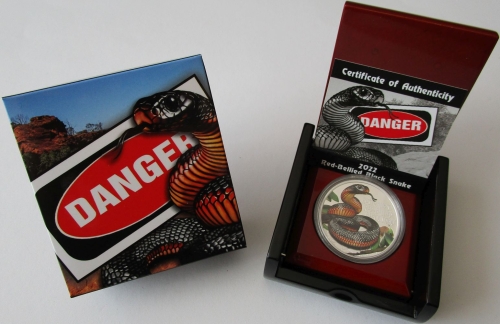 DANGER
Certificate of Authenticity
DANGER
2022
Red-Bellied Black Snake